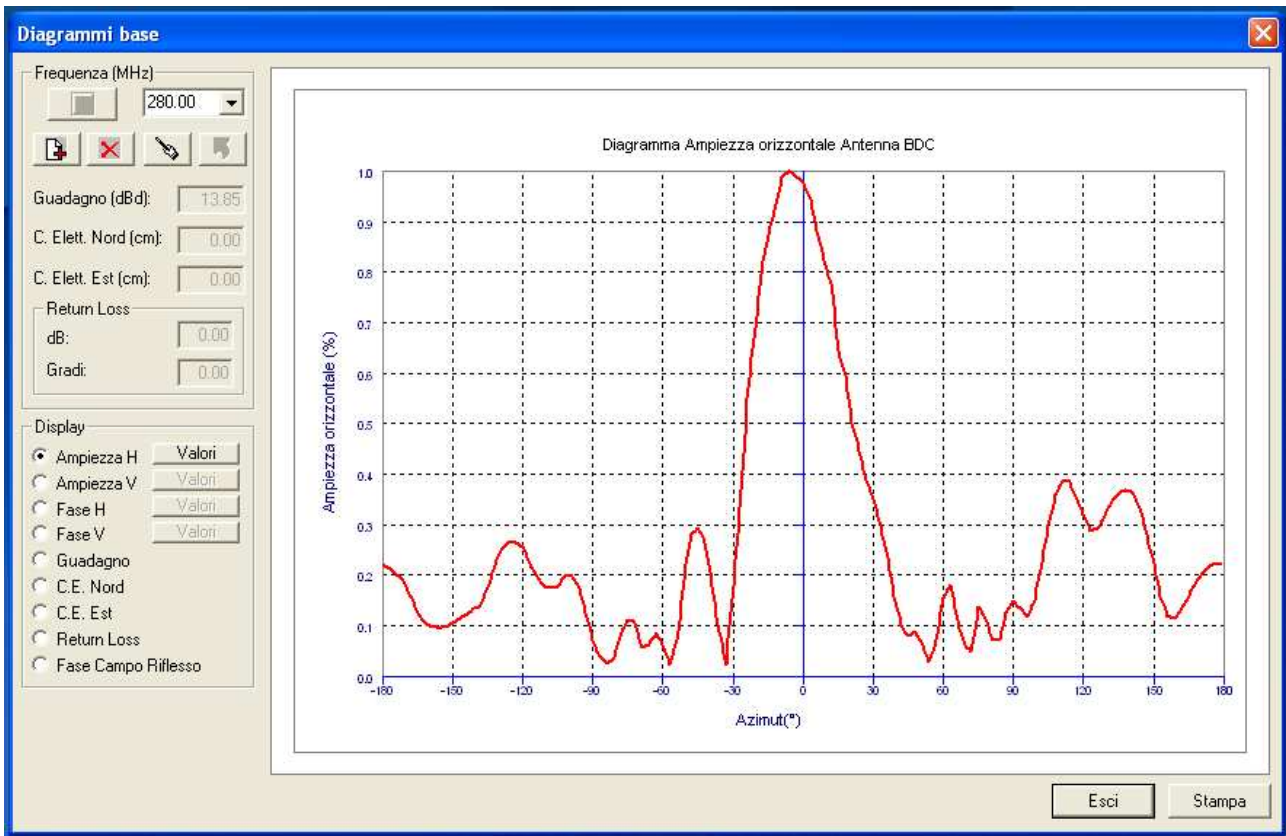 Diagrammi base
Frequenza (MHz)
280.00
Guadagno (dBd): 13.85
C. Elett. Nord (cm): 0.00
C. Elett. Est (cm): 0.00
Return Loss
dB: 0.00
Gradi: 0.00
Display
Ampiezza H Valori
Ampiezza V Valori
Fase H Valori
Fase V Valori
Guadagno
C.E. Nord
C.E. Est
Return Loss
Fase Campo Riflesso
Diagramma Ampiezza orizzontale Antenna BDC
Ampiezza orizzontale (%)
1.0
0.9
0.8
0.7
0.6
0.5
0.4
0.3
0.2
0.1
0.0
-180 -150 -120 -90 -60 -30 0 30 60 90 120 150 180
Azimut(°)
Esci Stampa